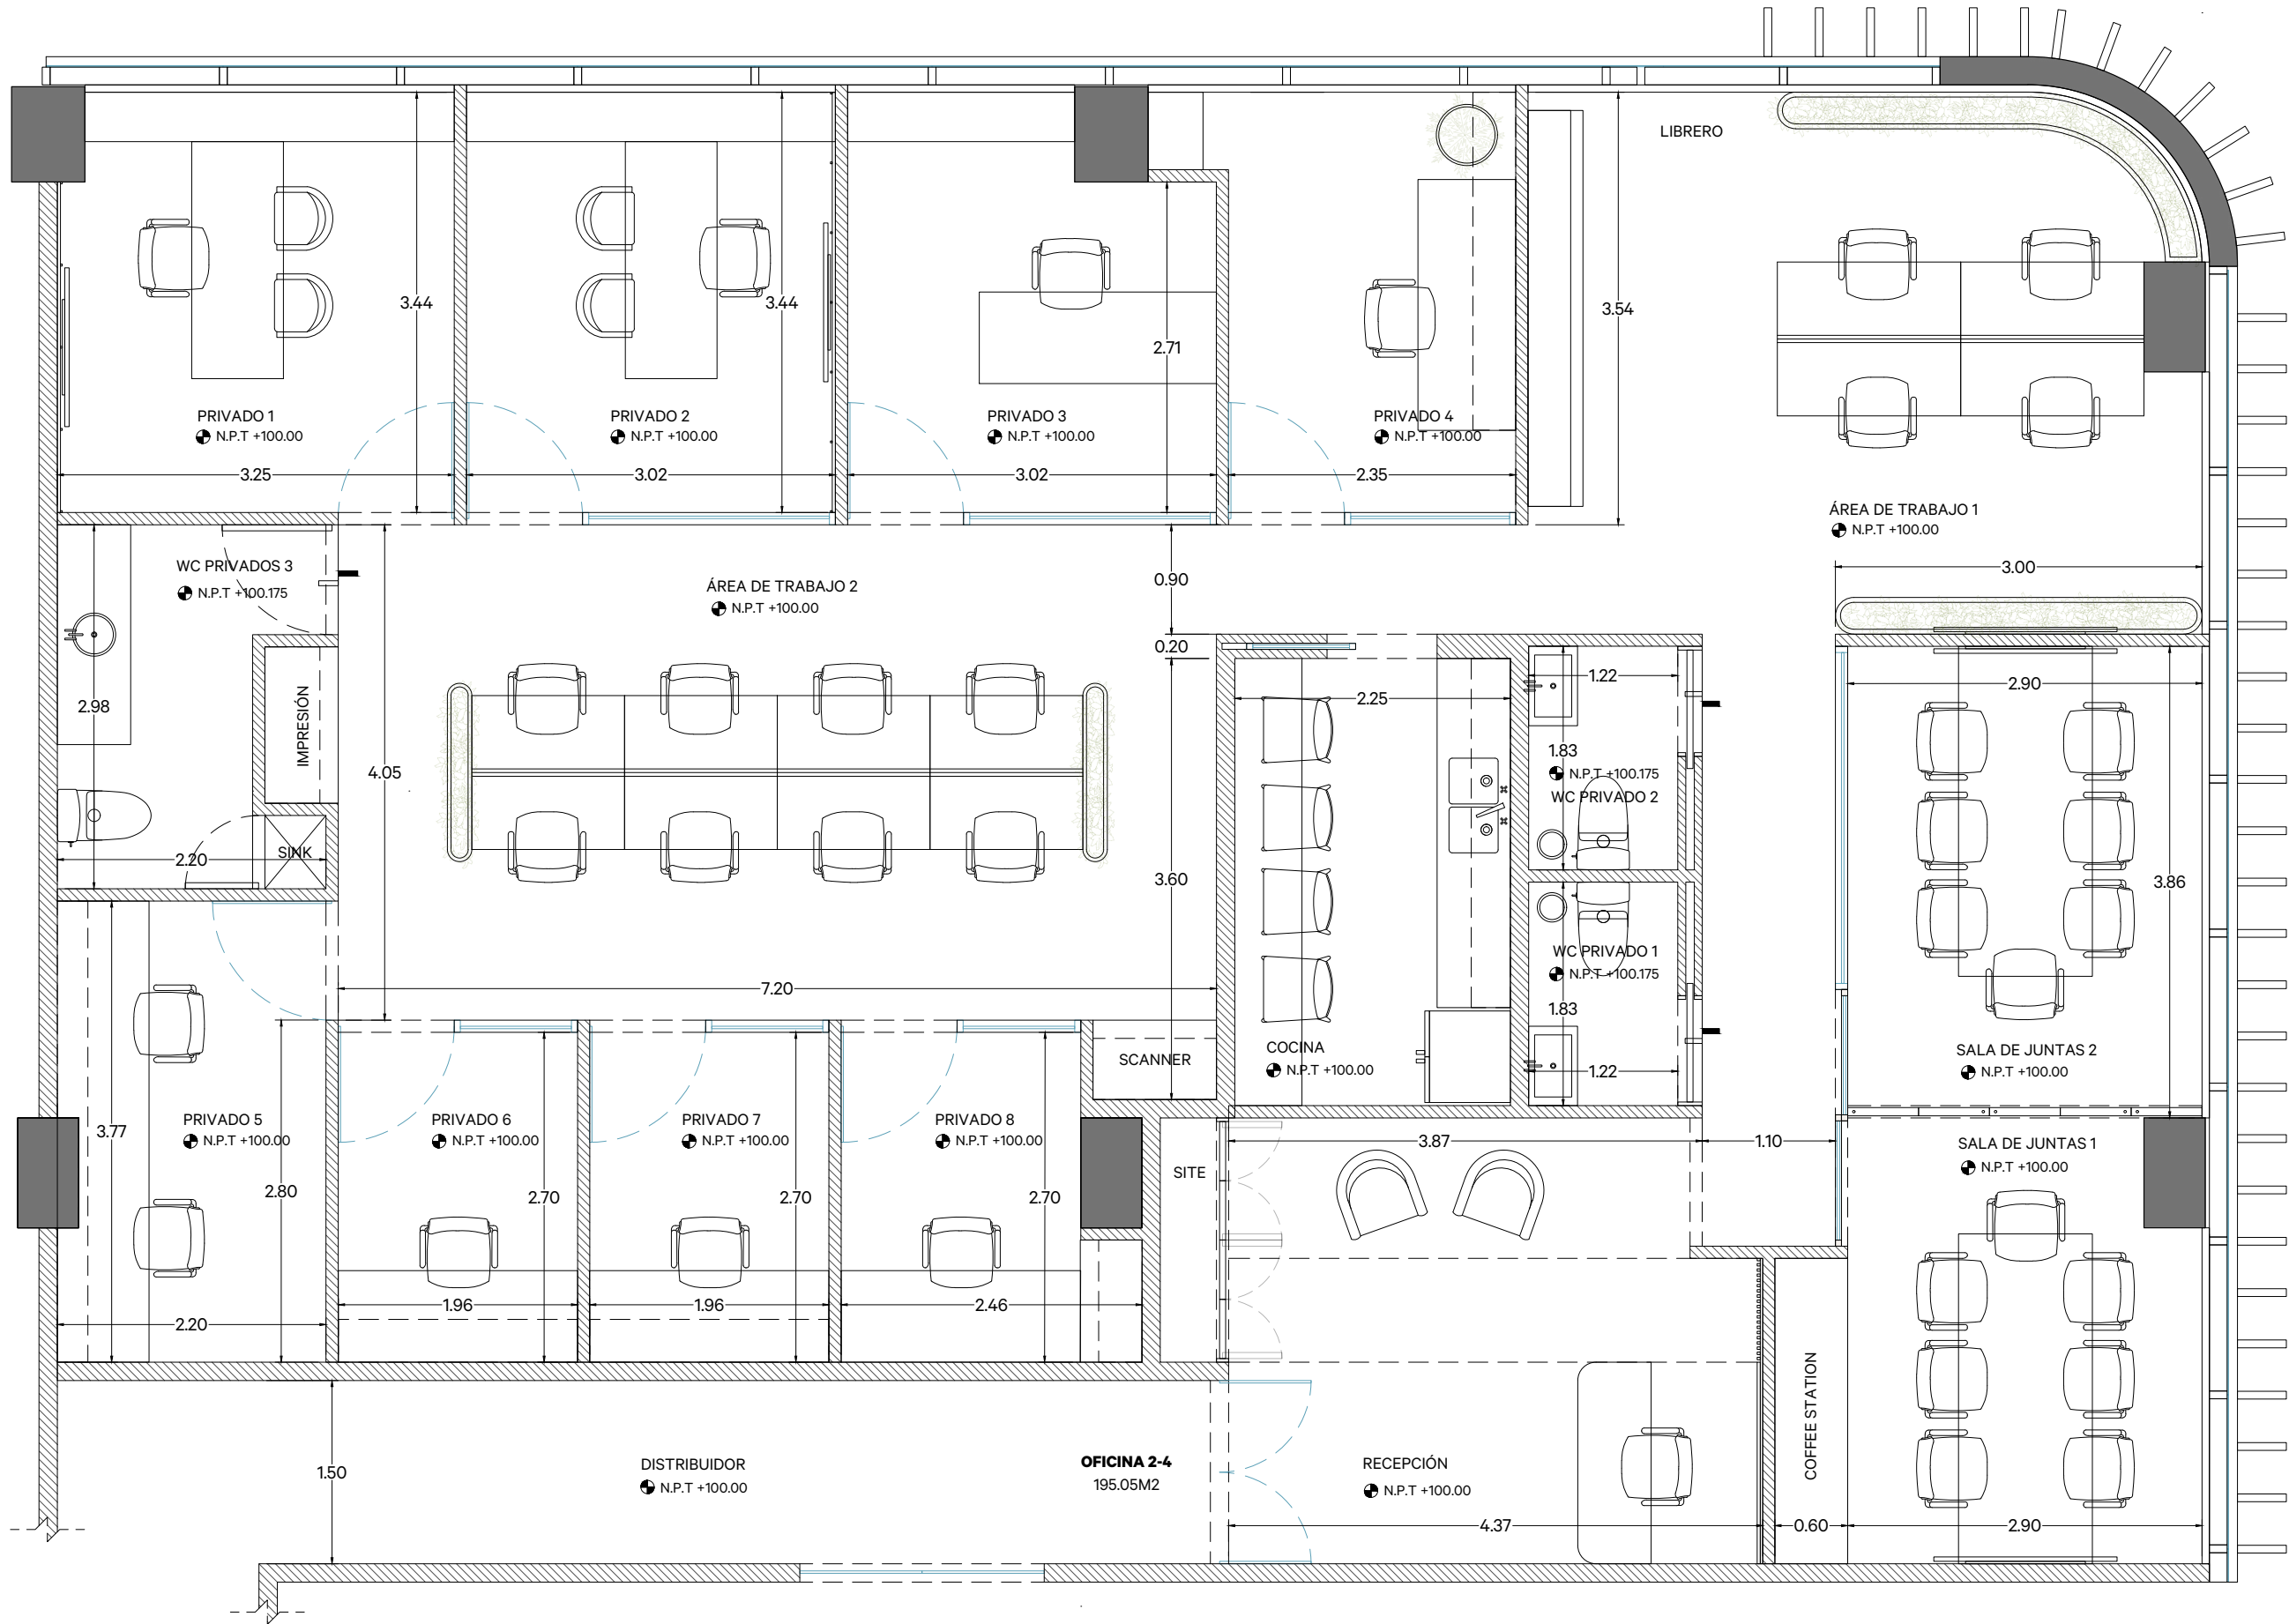 LIBRERO
3.44
3.44
3.54
2.71
PRIVADO 1
N.P.T +100.00
PRIVADO 2
N.P.T +100.00
PRIVADO 3
N.P.T +100.00
PRIVADO 4
N.P.T +100.00
3.25
3.02
3.02
2.35
ÁREA DE TRABAJO 1
N.P.T +100.00
WC PRIVADOS 3
N.P.T +100.175
ÁREA DE TRABAJO 2
N.P.T +100.00
0.90
3.00
0.20
1.22
2.90
2.25
2.98
IMPRESIÓN
4.05
1.83
N.P.T +100.175
WC PRIVADO 2
2.20
SINK
3.60
3.86
WC PRIVADO 1
N.P.T +100.175
7.20
1.83
COCINA
N.P.T +100.00
SCANNER
1.22
SALA DE JUNTAS 2
N.P.T +100.00
3.77
PRIVADO 5
N.P.T +100.00
PRIVADO 6
N.P.T +100.00
PRIVADO 7
N.P.T +100.00
PRIVADO 8
N.P.T +100.00
3.87
1.10
SALA DE JUNTAS 1
N.P.T +100.00
SITE
2.80
2.70
2.70
2.70
1.96
1.96
2.46
2.20
COFFEE STATION
1.50
DISTRIBUIDOR
N.P.T +100.00
OFICINA 2-4
195.05M2
RECEPCIÓN
N.P.T +100.00
4.37
0.60
2.90